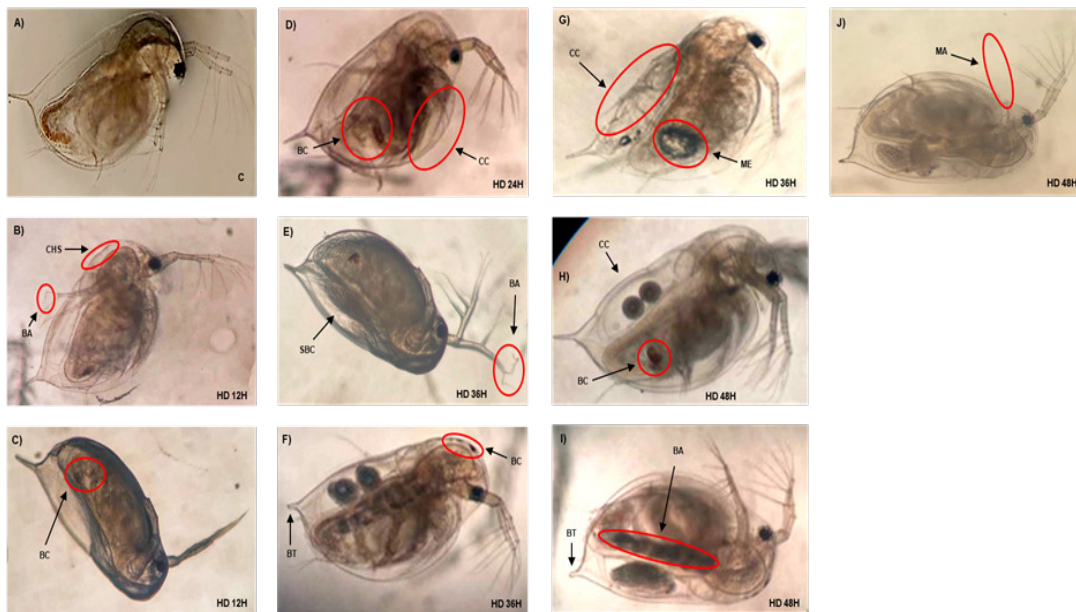 A)
C
B)
CHS
BA
HD 12H
C)
BC
HD 12H
D)
BC
CC
HD 24H
E)
BA
SBC
HD 36H
F)
BC
BT
HD 36H
G)
CC
ME
HD 36H
H)
CC
BC
HD 48H
I)
BA
BT
HD 48H
J)
MA
HD 48H